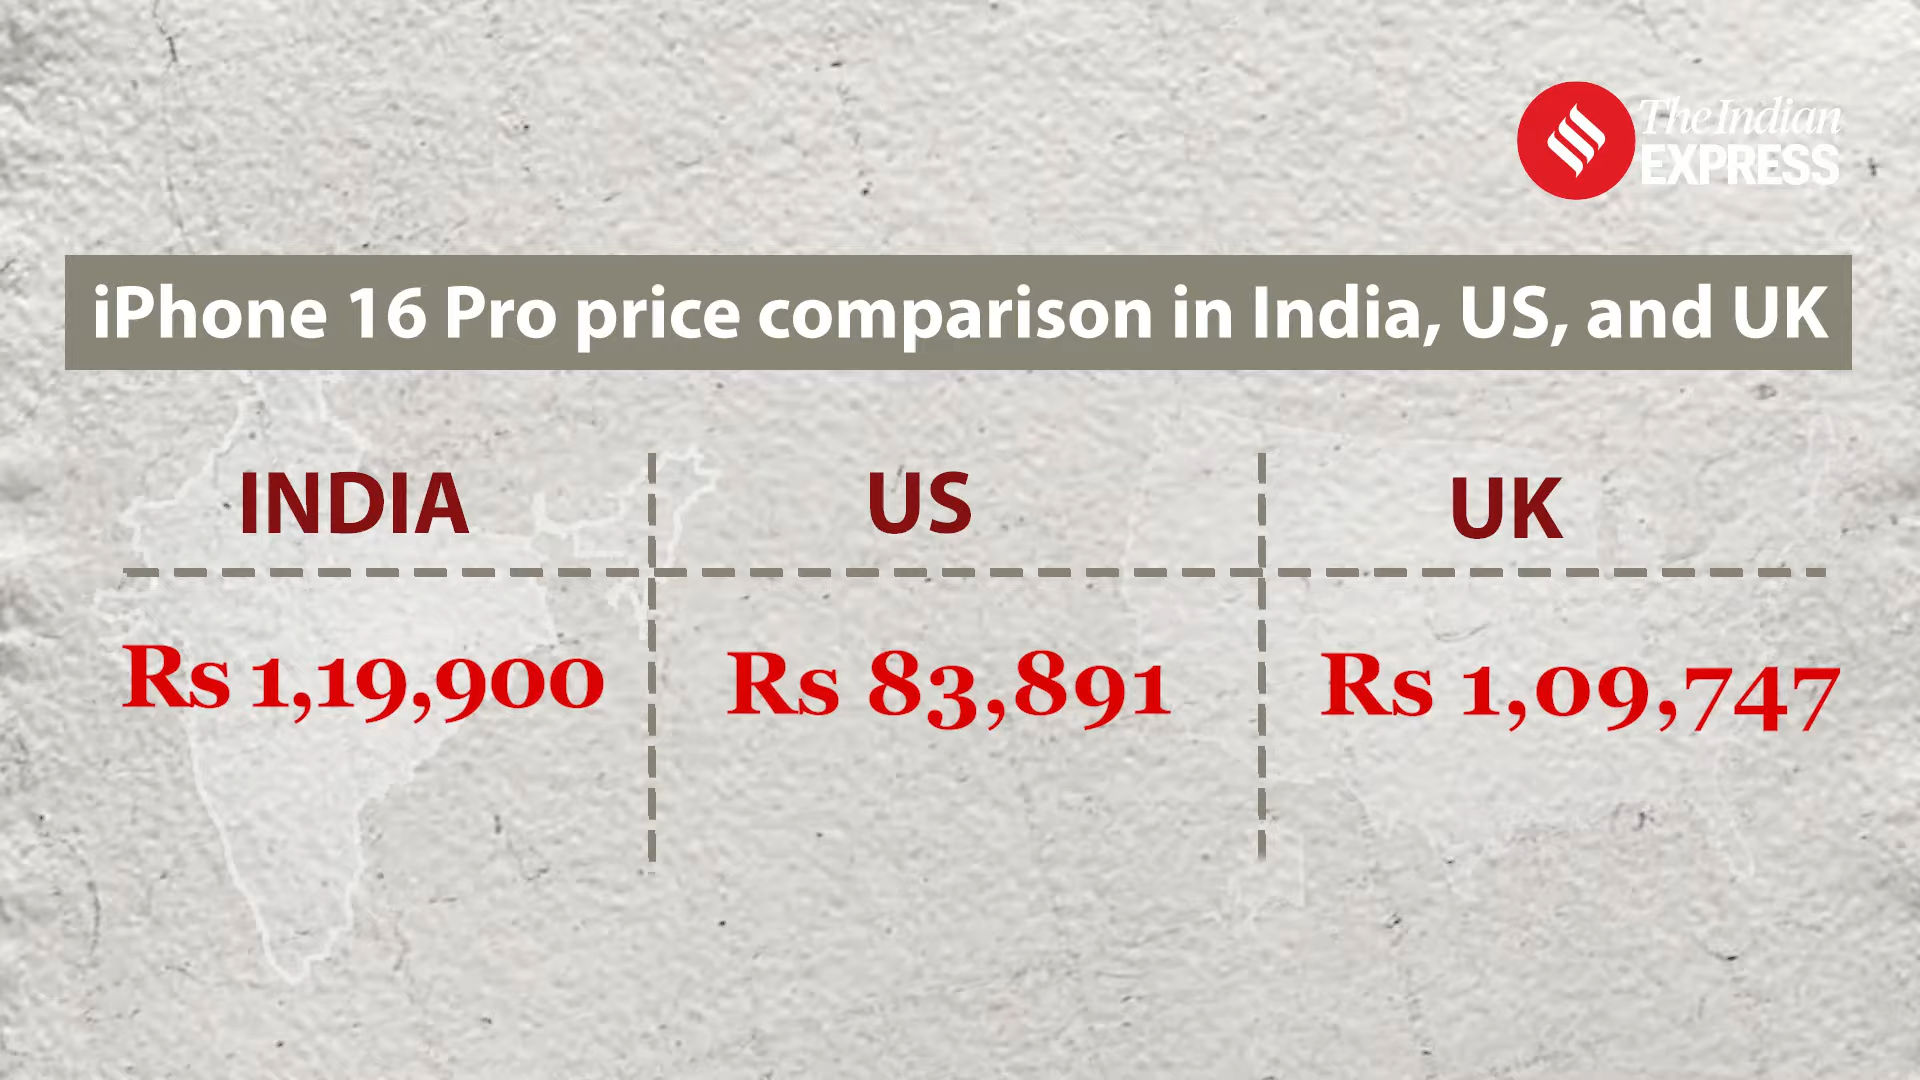 The Indian
EXPRESS
iPhone 16 Pro price comparison in India, US, and UK
INDIA
US
UK
Rs 1,19,900
Rs 83,891
Rs 1,09,747